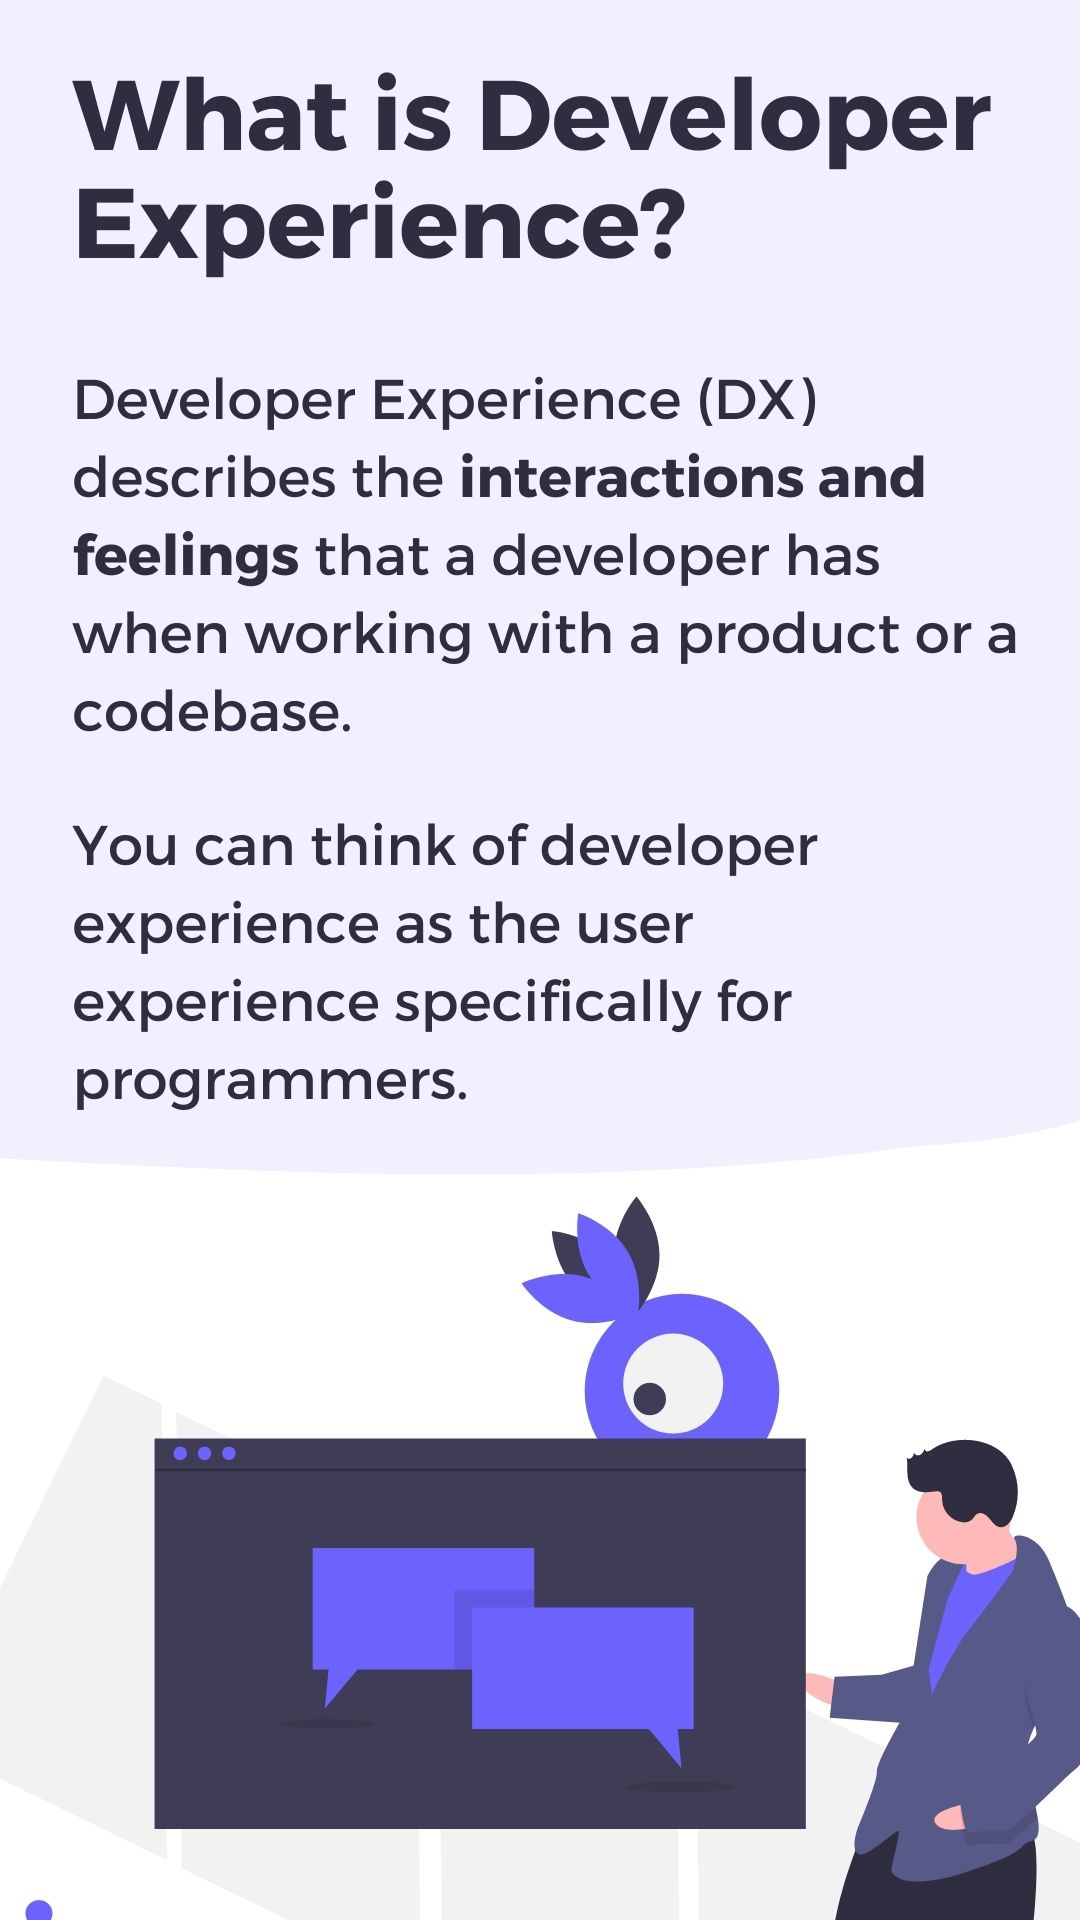 What is Developer
Experience?
Developer Experience (DX)
describes the interactions and
feelings that a developer has
when working with a product or a
codebase.
You can think of developer
experience as the user
experience specifically for
programmers.